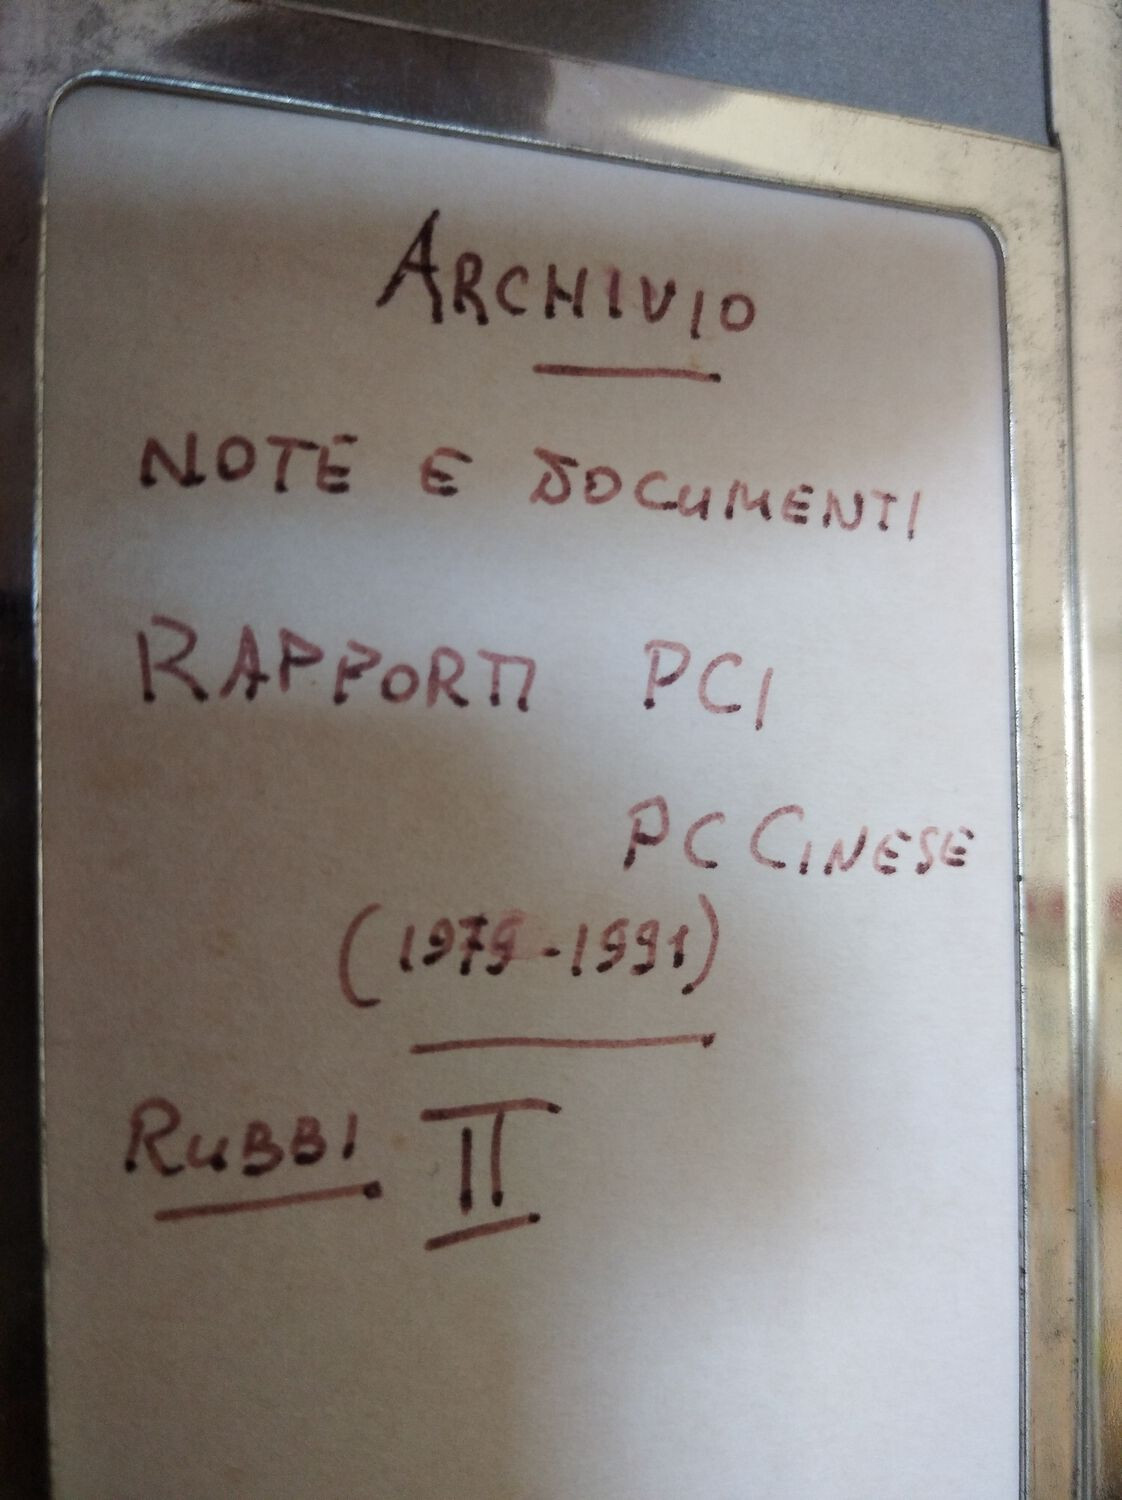 ARCHIVIO
NOTE E DOCUMENTI
RAPPORTI PCI
PC CINESE
(1979-1991)
RUBBI II